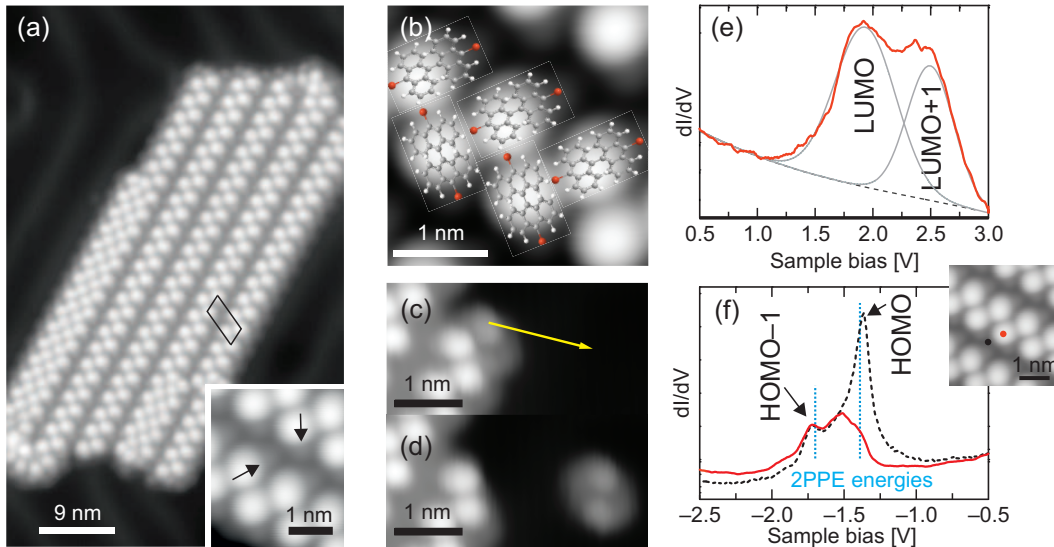 (a)
9 nm
1 nm
(b)
1 nm
(c)
1 nm
(d)
1 nm
(e)
dI/dV
LUMO
LUMO+1
0.5 1.0 1.5 2.0 2.5 3.0
Sample bias [V]
(f)
dI/dV
HOMO–1
HOMO
2PPE energies
1 nm
–2.5 –2.0 –1.5 –1.0 –0.5
Sample bias [V]